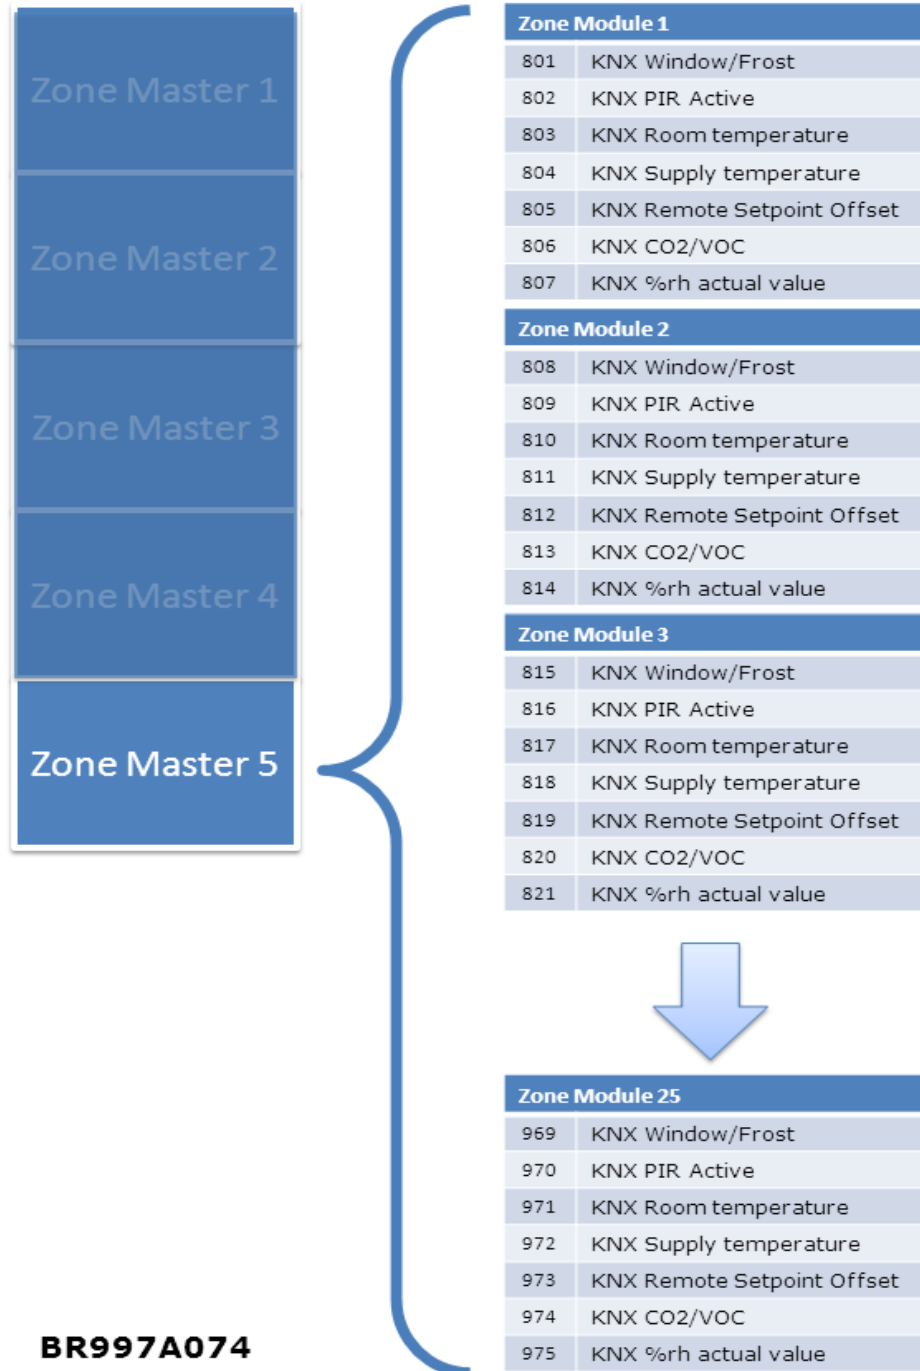 Zone Master 1
Zone Master 2
Zone Master 3
Zone Master 4
Zone Master 5
Zone Module 1
801 KNX Window/Frost
802 KNX PIR Active
803 KNX Room temperature
804 KNX Supply temperature
805 KNX Remote Setpoint Offset
806 KNX CO2/VOC
807 KNX %rh actual value
Zone Module 2
808 KNX Window/Frost
809 KNX PIR Active
810 KNX Room temperature
811 KNX Supply temperature
812 KNX Remote Setpoint Offset
813 KNX CO2/VOC
814 KNX %rh actual value
Zone Module 3
815 KNX Window/Frost
816 KNX PIR Active
817 KNX Room temperature
818 KNX Supply temperature
819 KNX Remote Setpoint Offset
820 KNX CO2/VOC
821 KNX %rh actual value
Zone Module 25
969 KNX Window/Frost
970 KNX PIR Active
971 KNX Room temperature
972 KNX Supply temperature
973 KNX Remote Setpoint Offset
974 KNX CO2/VOC
975 KNX %rh actual value
BR997A074